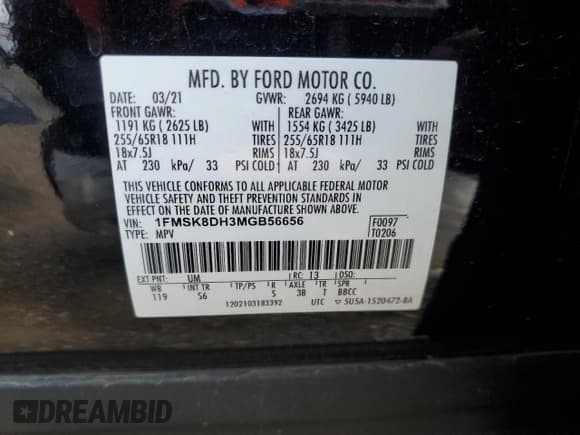 MFD. BY FORD MOTOR CO.
DATE: 03/21 GVWR: 2694 KG ( 5940 LB)
FRONT GAWR: REAR GAWR:
1191 KG ( 2625 LB) WITH 1554 KG ( 3425 LB) WITH
255/65R18 111H TIRES 255/65R18 111H TIRES
18x7.5J RIMS 18x7.5J RIMS
AT 230 kPa/ 33 PSI COLD AT 230 kPa/ 33 PSI COLD
THIS VEHICLE CONFORMS TO ALL APPLICABLE FEDERAL MOTOR
VEHICLE SAFETY AND THEFT PREVENTION STANDARDS IN
EFFECT ON THE DATE OF MANUFACTURE SHOWN ABOVE.
VIN: 1FMSK8DH3MGB56656 F0097
TYPE: MPV T0206
EXT PNT: UM RC: 13 DSO:
WB INT TR TP/PS R AXLE TR SPR
119 S6 S 3B T BBCC
1202103183392 UTC ▽ 5USA-1520472-BA
DREAMBID